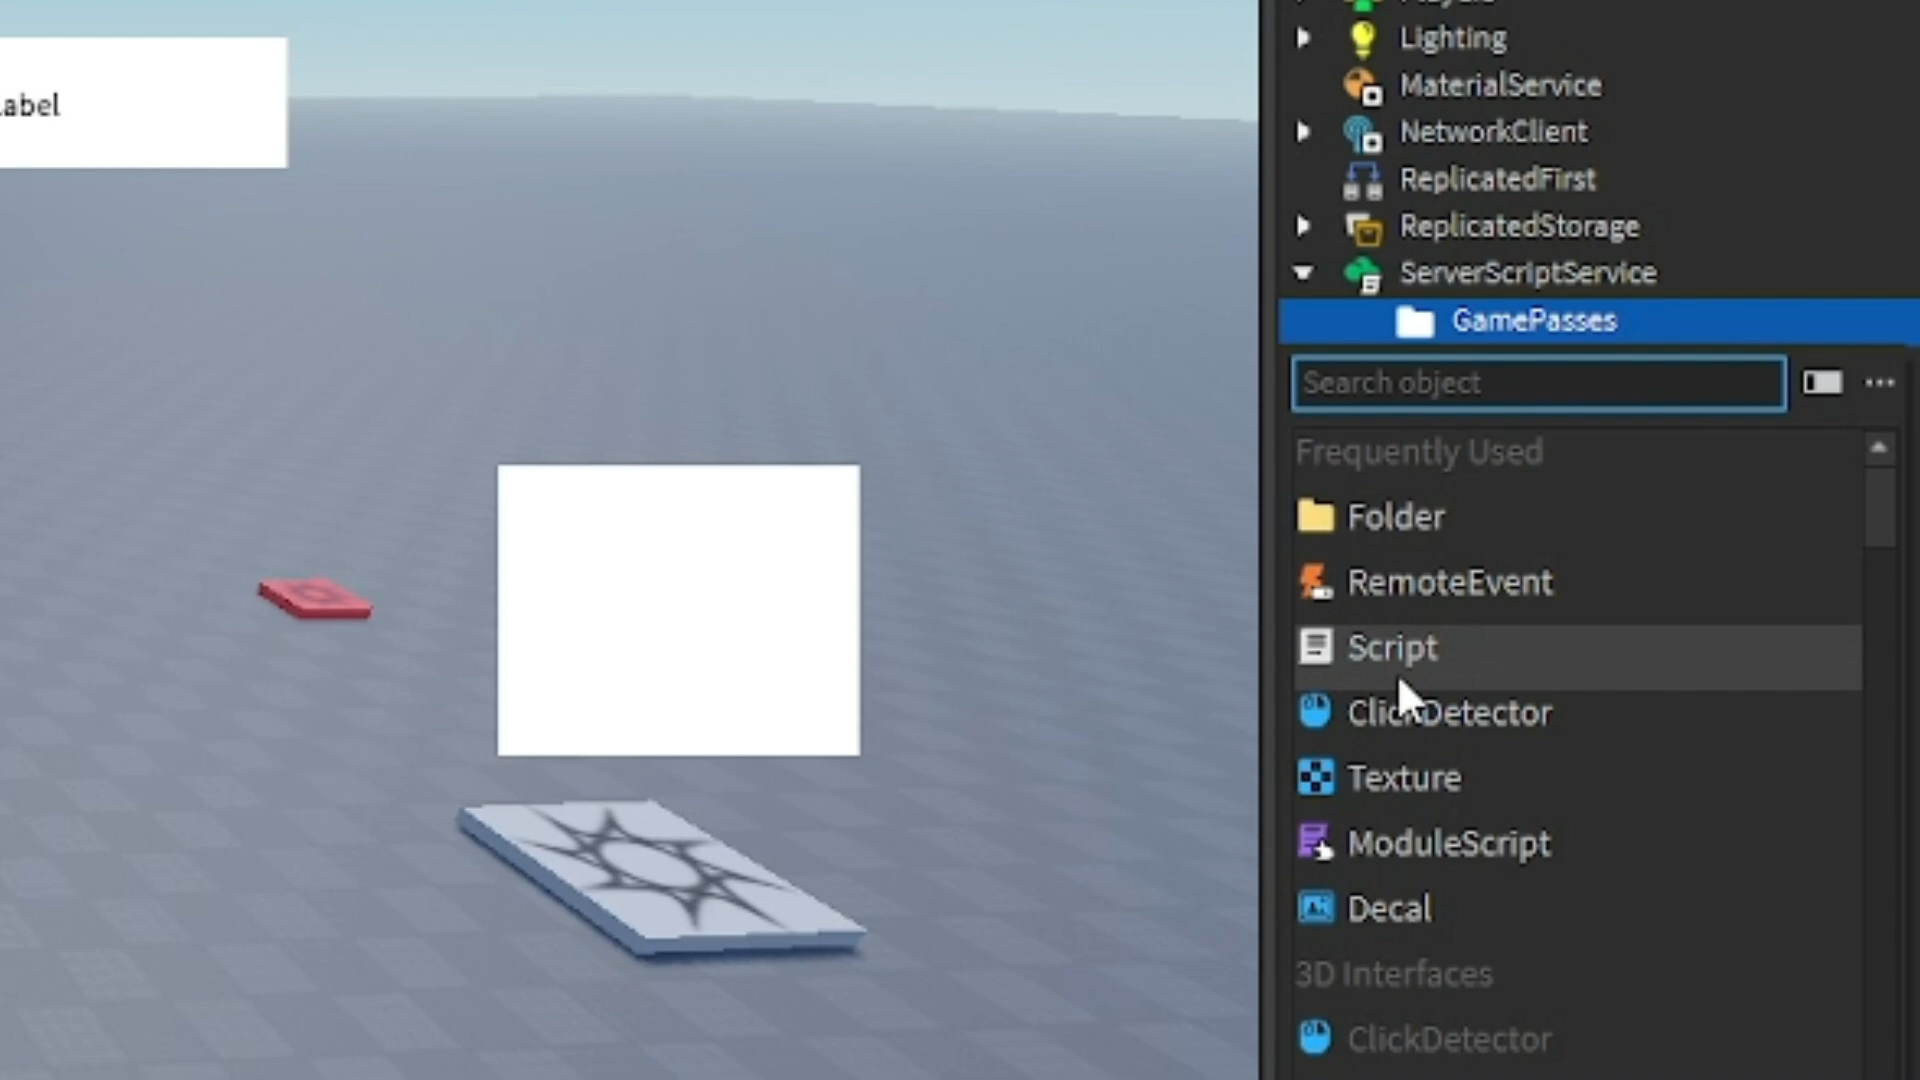 Label
Lighting
MaterialService
NetworkClient
ReplicatedFirst
ReplicatedStorage
ServerScriptService
GamePasses
Search object
Frequently Used
Folder
RemoteEvent
Script
ClickDetector
Texture
ModuleScript
Decal
3D Interfaces
ClickDetector